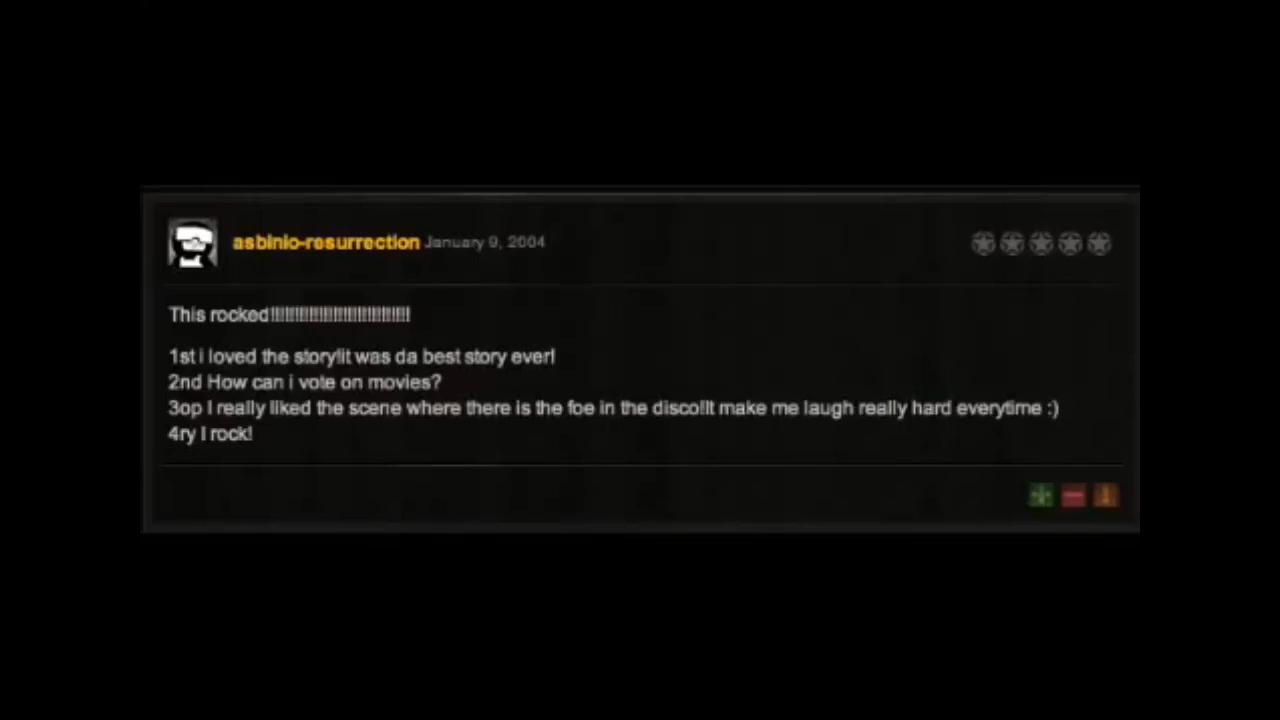 asbinio-resurrection January 9, 2004
This rocked!!!!!!!!!!!!!!!!!!!!!!!!!!!!!
1st i loved the story!it was da best story ever!
2nd How can i vote on movies?
3op I really liked the scene where there is the foe in the disco!It make me laugh really hard everytime :)
4ry I rock!